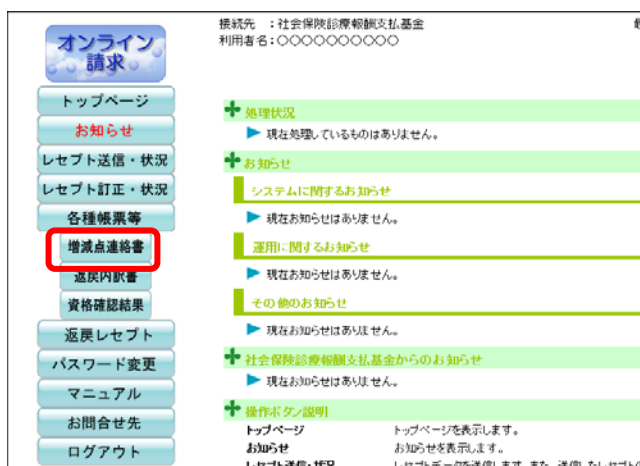 オンライン
請求
トップページ
お知らせ
レセプト送信・状況
レセプト訂正・状況
各種帳票等
増減点連絡書
返戻内訳書
資格確認結果
返戻レセプト
パスワード変更
マニュアル
お問合せ先
ログアウト
接続先 ：社会保険診療報酬支払基金
利用者名：○○○○○○○○○○
処理状況
現在処理しているものはありません。
お知らせ
システムに関するお知らせ
現在お知らせはありません。
運用に関するお知らせ
現在お知らせはありません。
その他のお知らせ
現在お知らせはありません。
社会保険診療報酬支払基金からのお知らせ
現在お知らせはありません。
操作ボタン説明
トップページ トップページを表示します。
お知らせ お知らせを表示します。